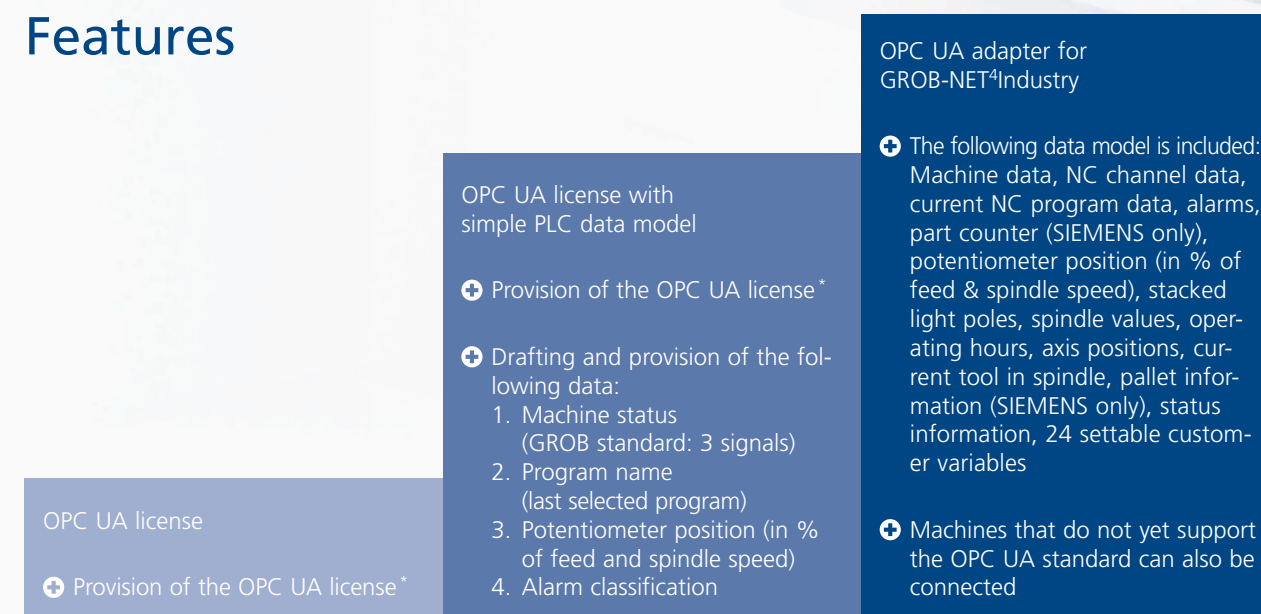 Features
OPC UA license
+ Provision of the OPC UA license*
OPC UA license with
simple PLC data model
+ Provision of the OPC UA license*
+ Drafting and provision of the fol-
lowing data:
1. Machine status
(GROB standard: 3 signals)
2. Program name
(last selected program)
3. Potentiometer position (in %
of feed and spindle speed)
4. Alarm classification
OPC UA adapter for
GROB-NET⁴Industry
+ The following data model is included:
Machine data, NC channel data,
current NC program data, alarms,
part counter (SIEMENS only),
potentiometer position (in % of
feed & spindle speed), stacked
light poles, spindle values, oper-
ating hours, axis positions, cur-
rent tool in spindle, pallet infor-
mation (SIEMENS only), status
information, 24 settable custom-
er variables
+ Machines that do not yet support
the OPC UA standard can also be
connected